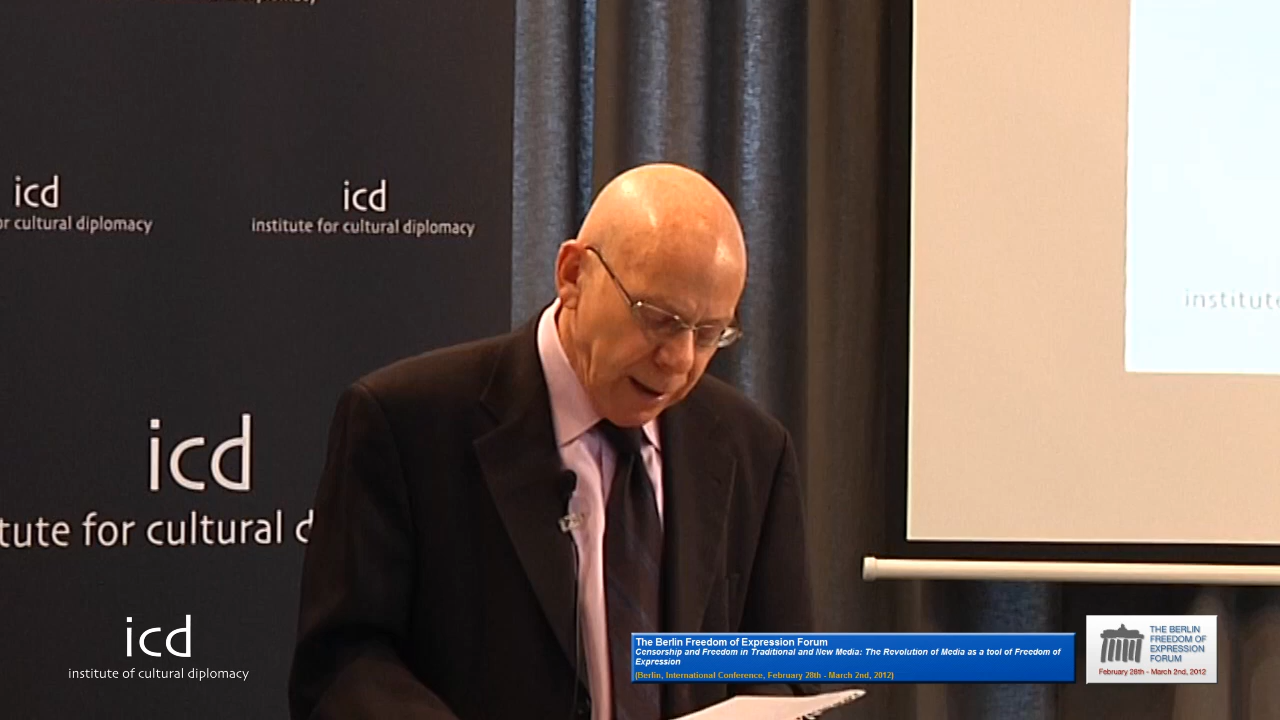 icd
or cultural diplomacy
icd
institute for cultural diplomacy
institute
icd
tute for cultural d
icd
institute of cultural diplomacy
The Berlin Freedom of Expression Forum
Censorship and Freedom in Traditional and New Media: The Revolution of Media as a tool of Freedom of
Expression
(Berlin, International Conference, February 28th - March 2nd, 2012)
THE BERLIN
FREEDOM OF
EXPRESSION
FORUM
February 28th - March 2nd, 2012